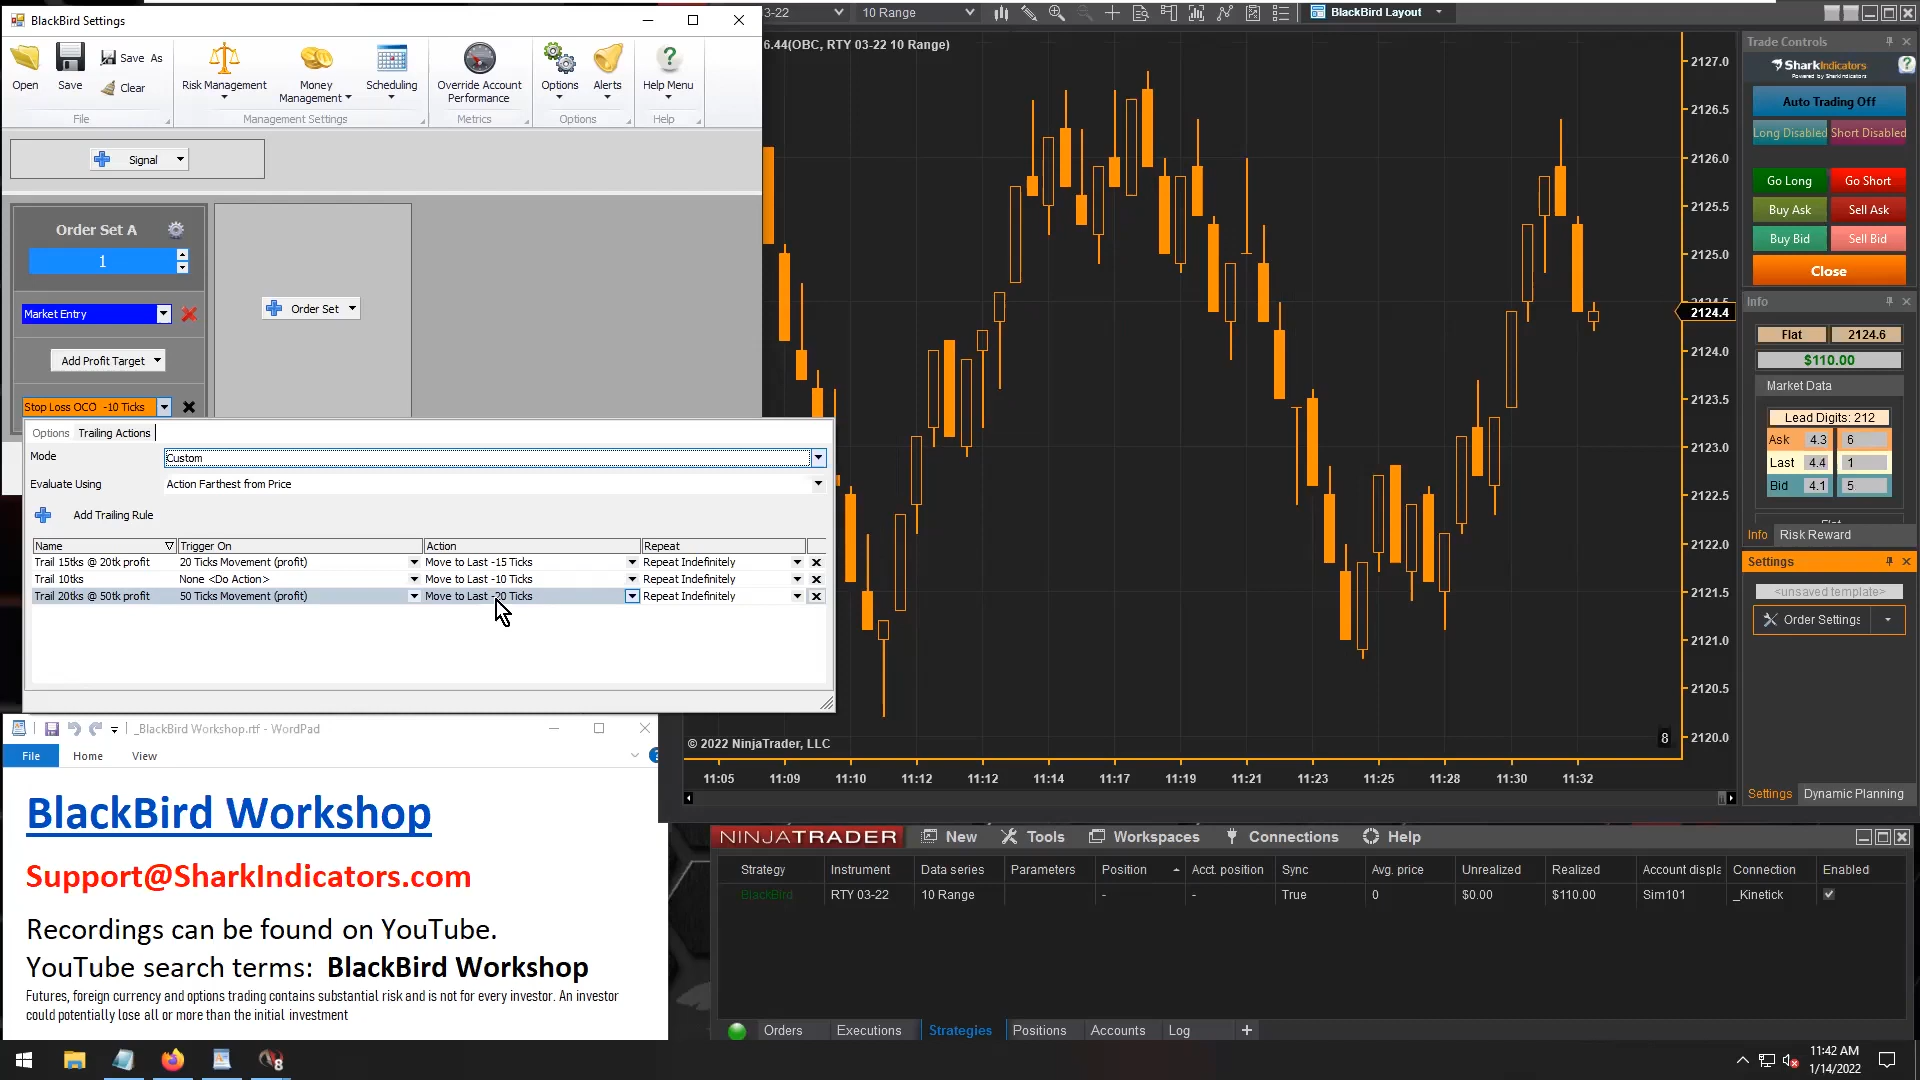 BlackBird Settings
Open
Save
Save As
Clear
File
Risk Management
Money Management
Scheduling
Management Settings
Override Account Performance
Metrics
Options
Alerts
Options
Help Menu
Help
Signal
Order Set A
1
Market Entry
Add Profit Target
Stop Loss OCO -10 Ticks
Order Set
Options Trailing Actions
Mode Custom
Evaluate Using Action Farthest from Price
Add Trailing Rule
Name Trigger On Action Repeat
Trail 15tks @ 20tk profit 20 Ticks Movement (profit) Move to Last -15 Ticks Repeat Indefinitely
Trail 10tks None <Do Action> Move to Last -10 Ticks Repeat Indefinitely
Trail 20tks @ 50tk profit 50 Ticks Movement (profit) Move to Last -20 Ticks Repeat Indefinitely
3-22 10 Range BlackBird Layout
6.44(OBC, RTY 03-22 10 Range)
2127.0
2126.5
2126.0
2125.5
2125.0
2124.5
2124.4
2124.0
2123.5
2123.0
2122.5
2122.0
2121.5
2121.0
2120.5
2120.0
© 2022 NinjaTrader, LLC
8
11:05 11:09 11:10 11:12 11:12 11:14 11:17 11:19 11:21 11:23 11:25 11:28 11:30 11:32
Trade Controls
SharkIndicators
Powered by SharkIndicators
Auto Trading Off
Long Disabled Short Disabled
Go Long Go Short
Buy Ask Sell Ask
Buy Bid Sell Bid
Close
Info
Flat 2124.6
$110.00
Market Data
Lead Digits: 212
Ask 4.3 6
Last 4.4 1
Bid 4.1 5
Info Risk Reward
Settings
<unsaved template>
Order Settings
Settings Dynamic Planning
_BlackBird Workshop.rtf - WordPad
File Home View
BlackBird Workshop
Support@SharkIndicators.com
Recordings can be found on YouTube.
YouTube search terms: BlackBird Workshop
Futures, foreign currency and options trading contains substantial risk and is not for every investor. An investor
could potentially lose all or more than the initial investment
NINJATRADER New Tools Workspaces Connections Help
Strategy Instrument Data series Parameters Position Acct. position Sync Avg. price Unrealized Realized Account displa Connection Enabled
BlackBird RTY 03-22 10 Range - - True 0 $0.00 $110.00 Sim101 _Kinetick
Orders Executions Strategies Positions Accounts Log +
11:42 AM
1/14/2022